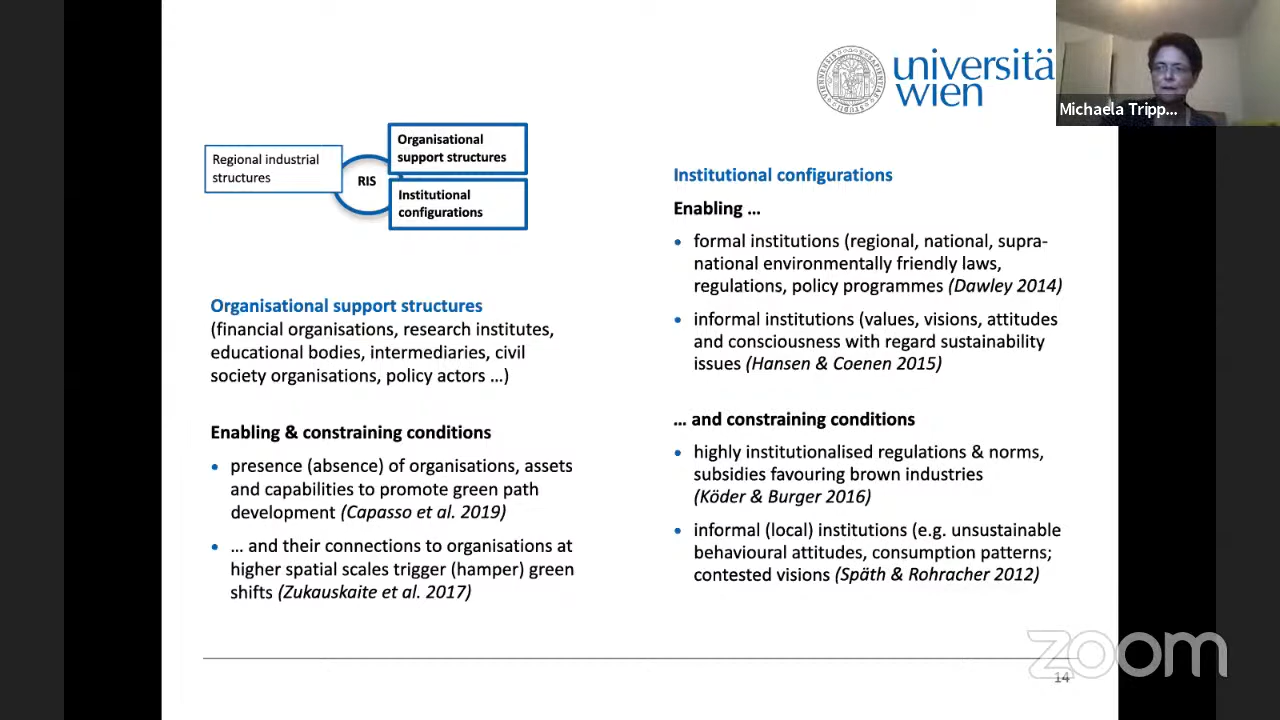 universitä
wien
Michaela Tripp...
Regional industrial
structures
RIS
Organisational
support structures
Institutional
configurations
Organisational support structures
(financial organisations, research institutes,
educational bodies, intermediaries, civil
society organisations, policy actors …)
Enabling & constraining conditions
• presence (absence) of organisations, assets
and capabilities to promote green path
development (Capasso et al. 2019)
• … and their connections to organisations at
higher spatial scales trigger (hamper) green
shifts (Zukauskaite et al. 2017)
Institutional configurations
Enabling …
• formal institutions (regional, national, supra-
national environmentally friendly laws,
regulations, policy programmes (Dawley 2014)
• informal institutions (values, visions, attitudes
and consciousness with regard sustainability
issues (Hansen & Coenen 2015)
… and constraining conditions
• highly institutionalised regulations & norms,
subsidies favouring brown industries
(Köder & Burger 2016)
• informal (local) institutions (e.g. unsustainable
behavioural attitudes, consumption patterns;
contested visions (Späth & Rohracher 2012)
zoom
14